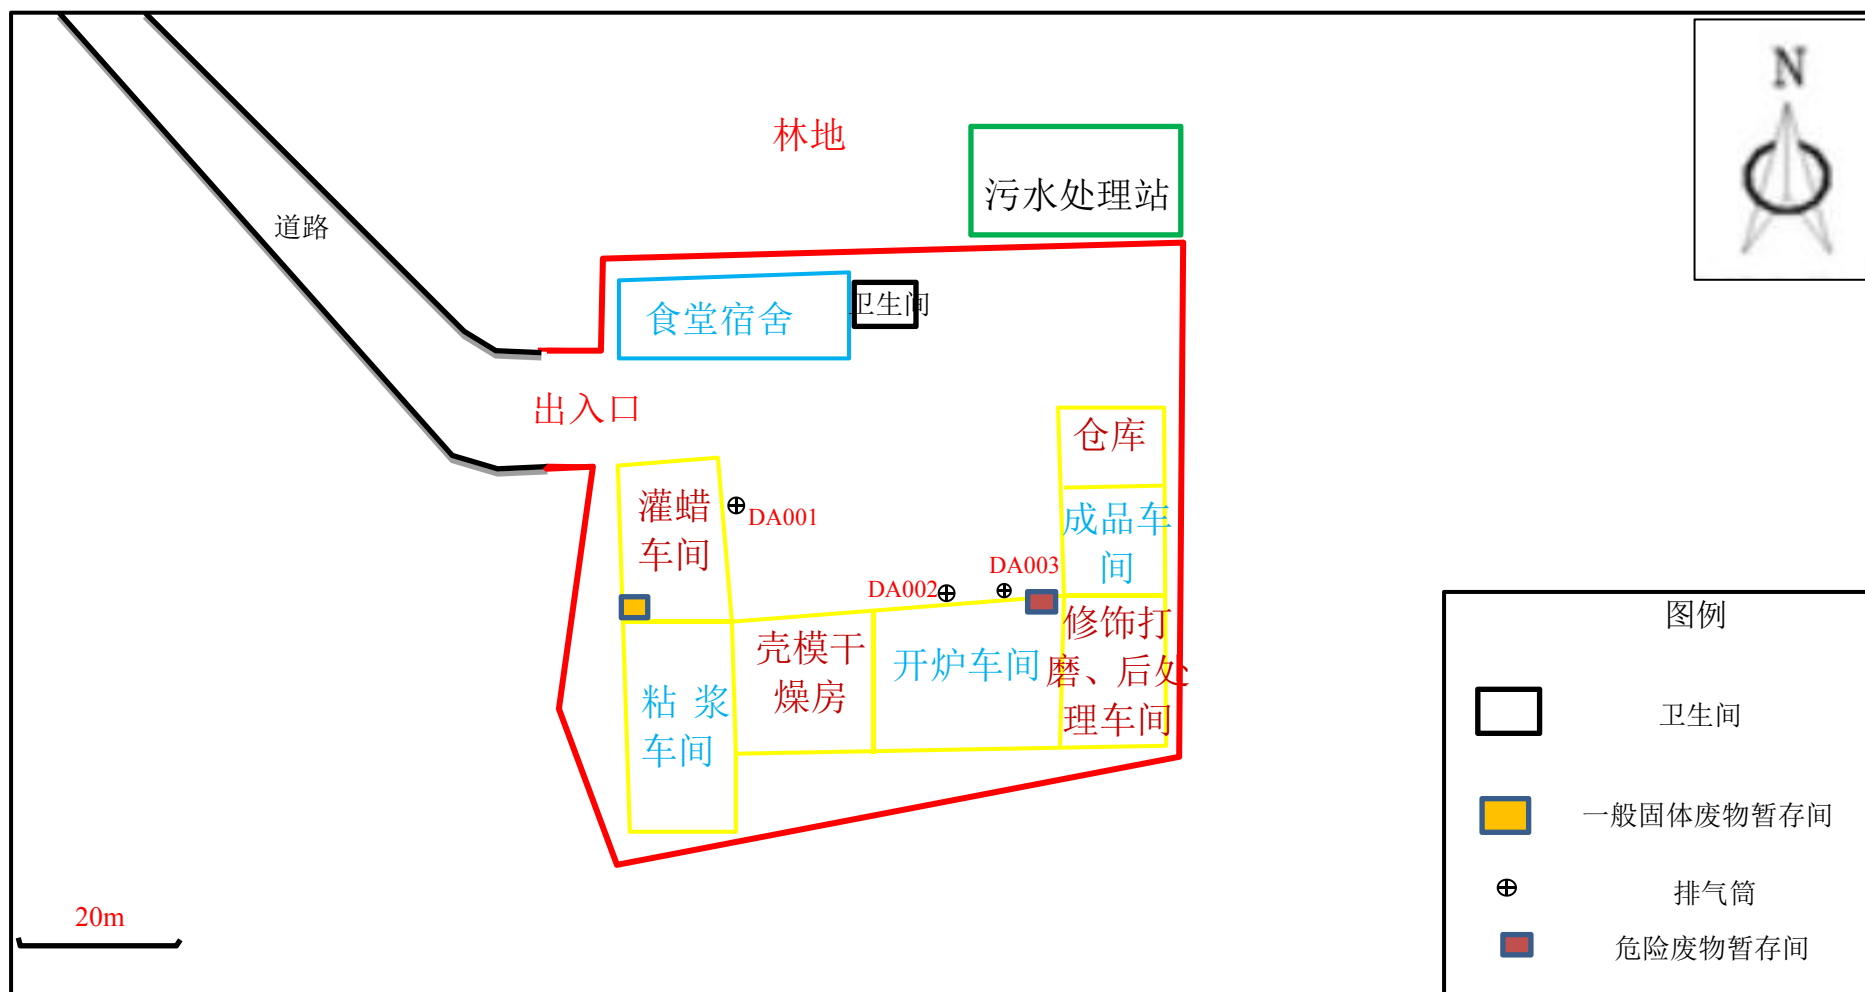 N
林地
污水处理站
道路
食堂宿舍
卫生间
出入口
仓库
灌蜡
车间
DA001
成品车
间
DA003
DA002
修饰打
磨、后处
理车间
壳模干
燥房
开炉车间
粘 浆
车间
20m
图例
卫生间
一般固体废物暂存间
排气筒
危险废物暂存间